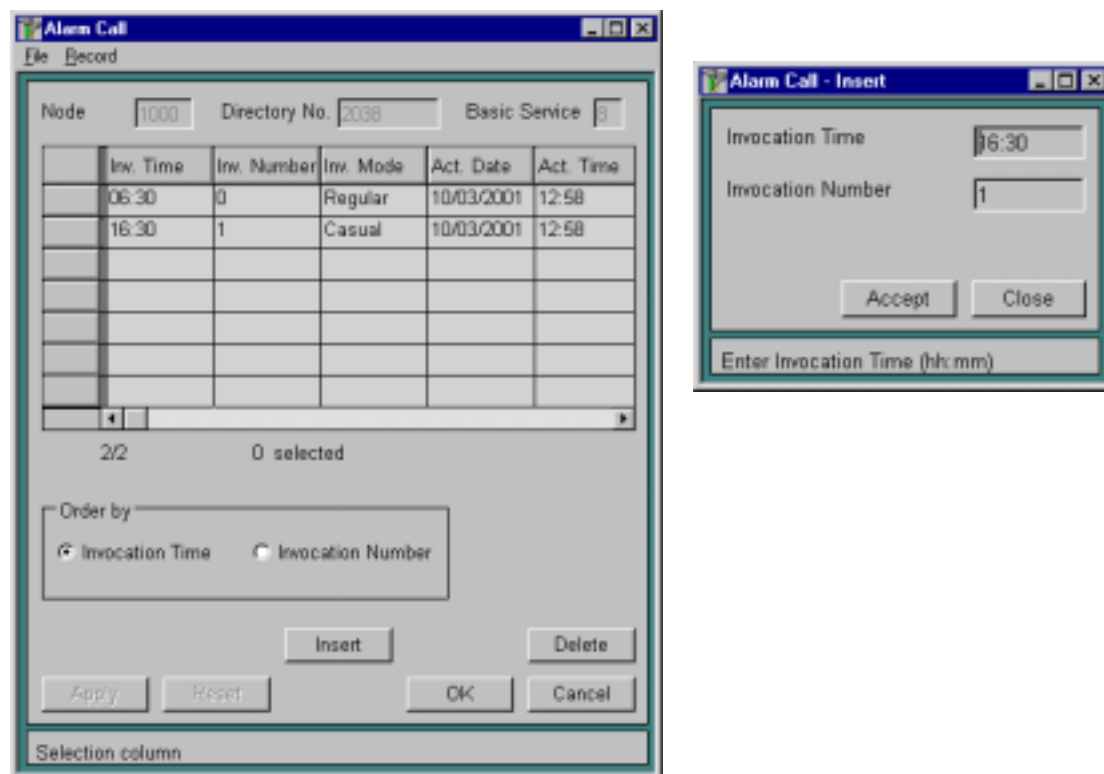 Alarm Call
File Record
Node 1000 Directory No. 2038 Basic Service 8
Inv. Time Inv. Number Inv. Mode Act. Date Act. Time
06:30 0 Regular 10/03/2001 12:58
16:30 1 Casual 10/03/2001 12:58
2/2 0 selected
Order by
Invocation Time Invocation Number
Insert Delete
Apply Reset OK Cancel
Selection column
Alarm Call - Insert
Invocation Time 16:30
Invocation Number 1
Accept Close
Enter Invocation Time (hh:mm)